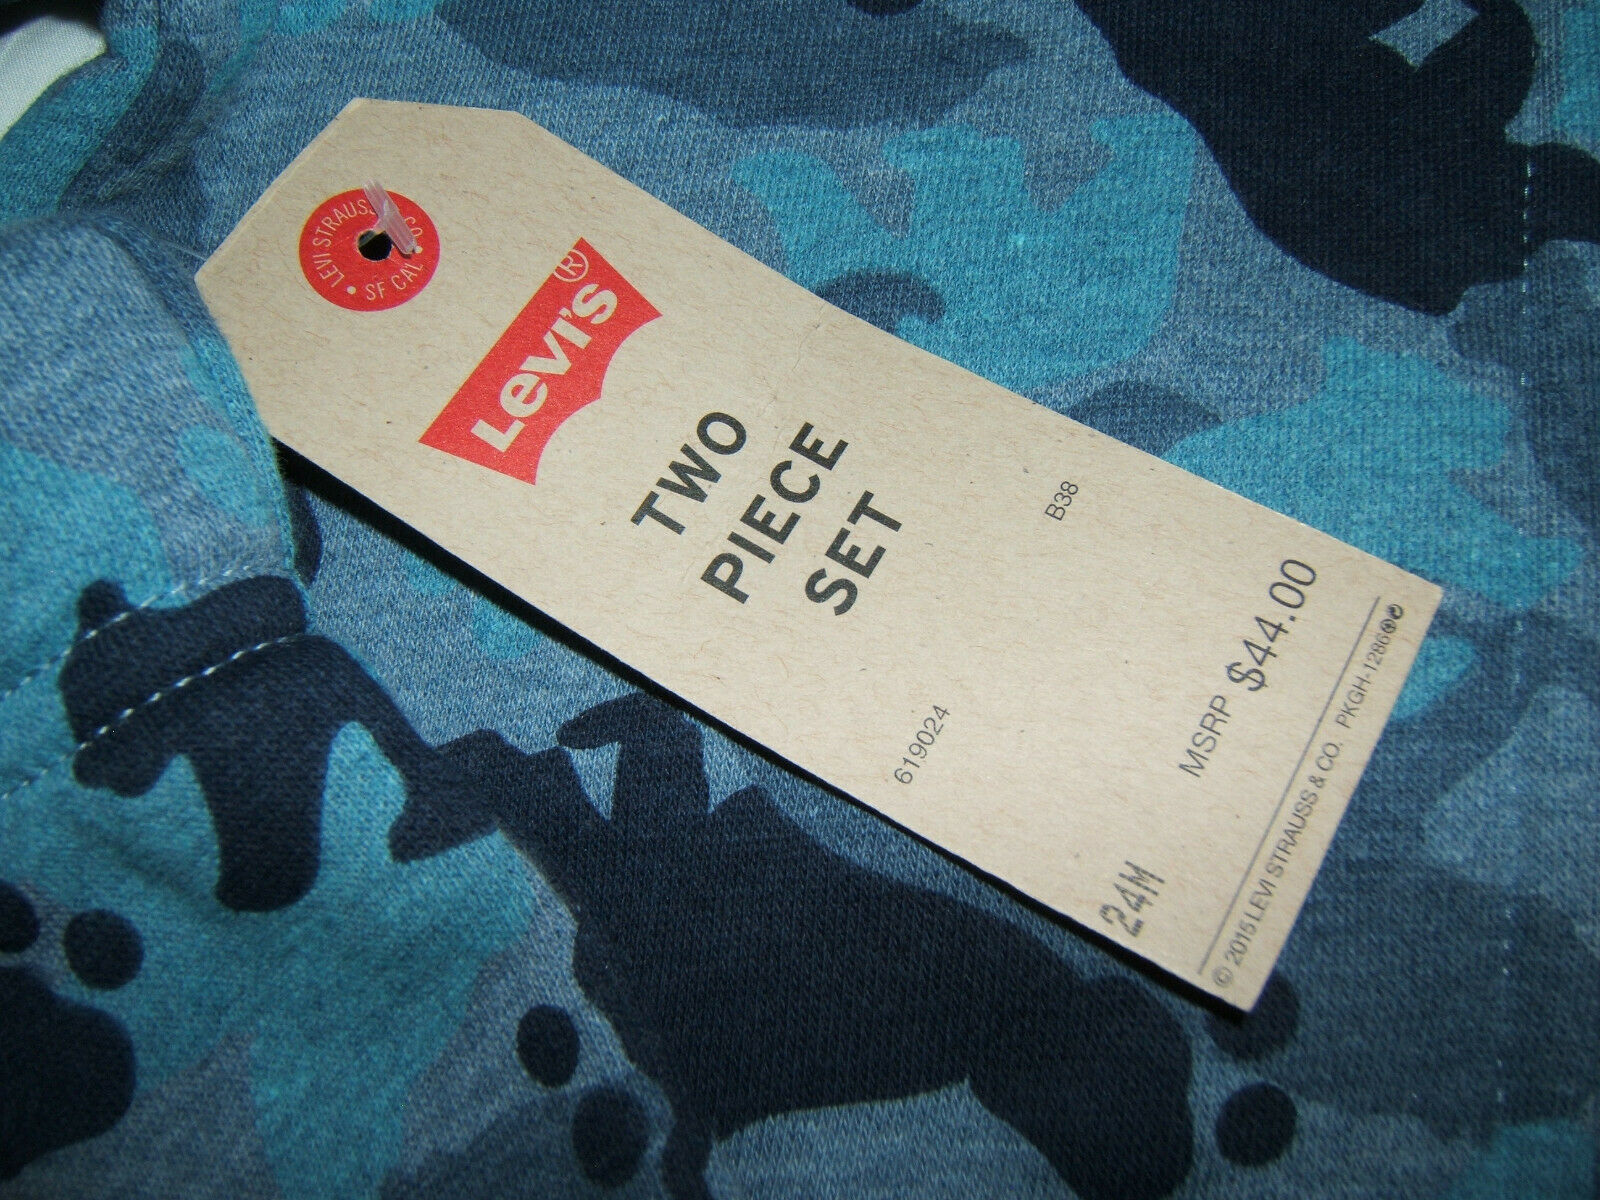 • LEVI STRAUSS
CO.
• SF CAL
Levi's®
TWO
PIECE
SET
619024 B38
24M MSRP $44.00
© 2015 LEVI STRAUSS & CO. PKGH-1286